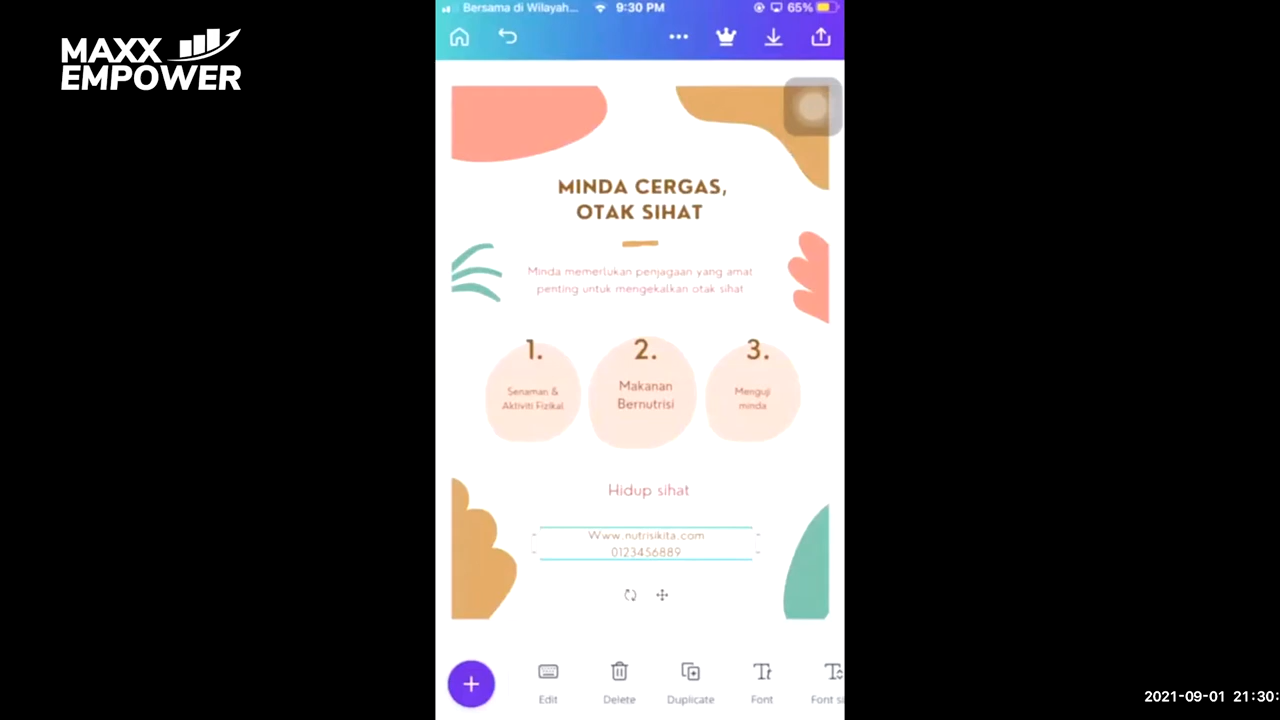 MAXX
EMPOWER
Bersama di Wilayah... 9:30 PM 65%
MINDA CERGAS,
OTAK SIHAT
Minda memerlukan penjagaan yang amat
penting untuk mengekalkan otak sihat
1.
Senaman &
Aktiviti Fizikal
2.
Makanan
Bernutrisi
3.
Menguji
minda
Hidup sihat
Www.nutrisikita.com
0123456889
Edit Delete Duplicate Font Font si
2021-09-01 21:30: